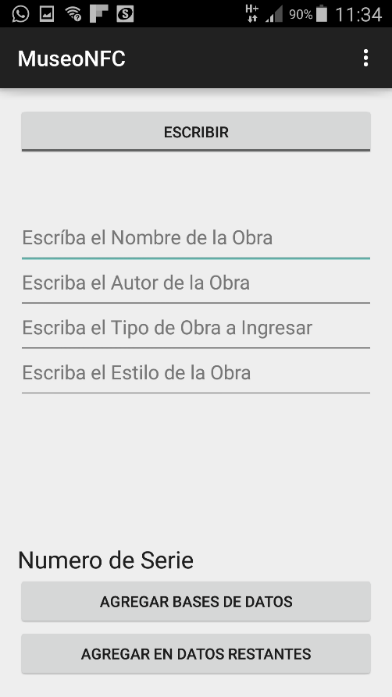 H+ 90% 11:34
MuseoNFC
ESCRIBIR
Escríba el Nombre de la Obra
Escriba el Autor de la Obra
Escriba el Tipo de Obra a Ingresar
Escriba el Estilo de la Obra
Numero de Serie
AGREGAR BASES DE DATOS
AGREGAR EN DATOS RESTANTES